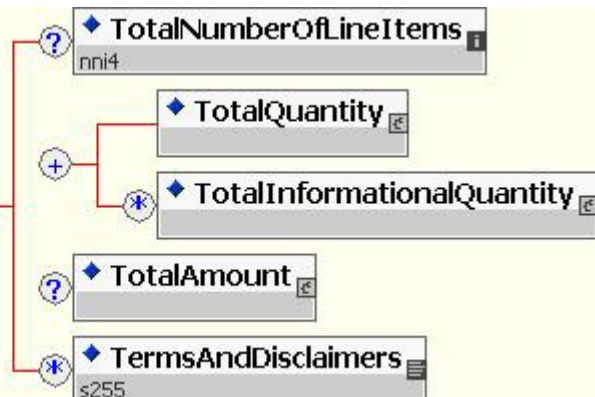 ?
TotalNumberOfLineItems
nni4
TotalQuantity
+
*
TotalInformationalQuantity
?
TotalAmount
*
TermsAndDisclaimers
s255